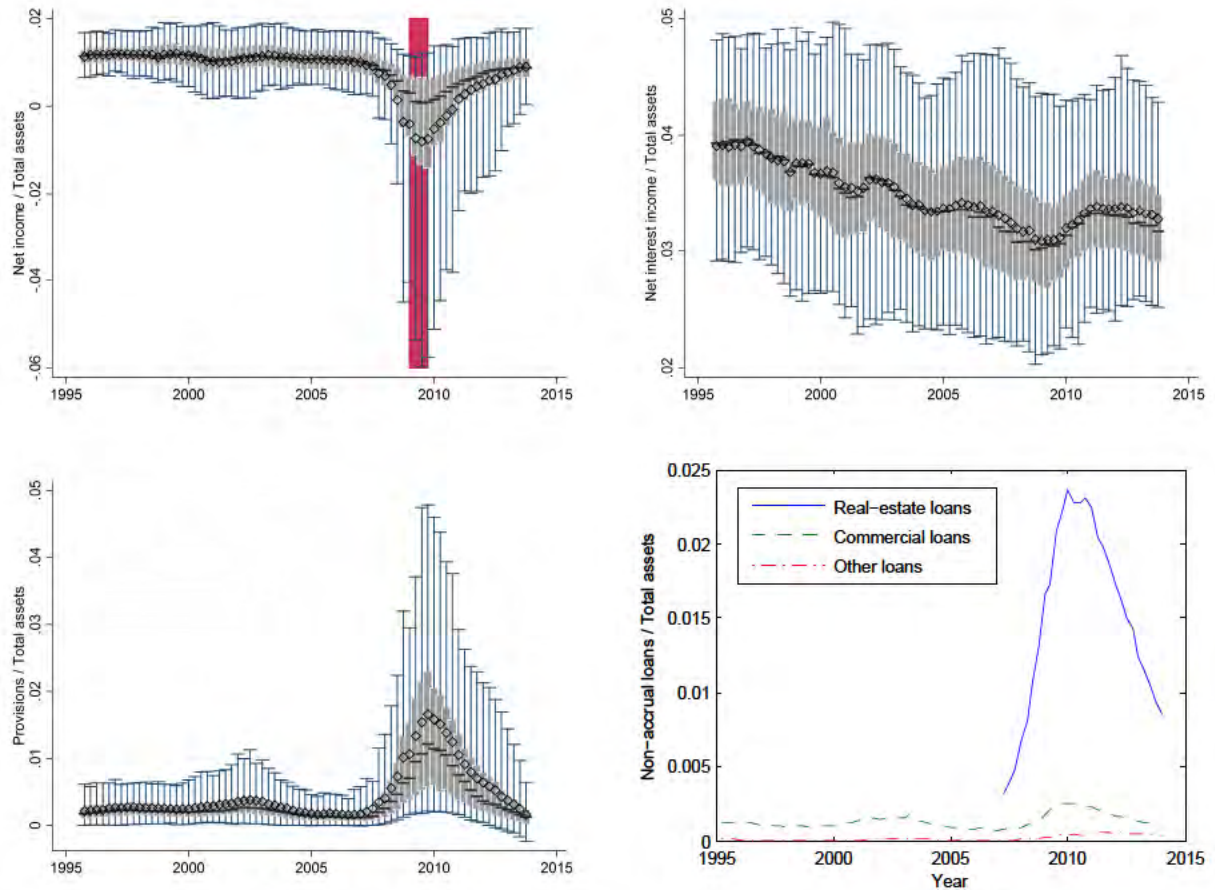 Net income / Total assets
.02
0
-.02
-.04
-.06
1995 2000 2005 2010 2015
Net interest income / Total assets
.05
.04
.03
.02
1995 2000 2005 2010 2015
Provisions / Total assets
.05
.04
.03
.02
.01
0
1995 2000 2005 2010 2015
Non-accrual loans / Total assets
0.025
0.02
0.015
0.01
0.005
0
Real-estate loans
Commercial loans
Other loans
1995 2000 2005 2010 2015
Year